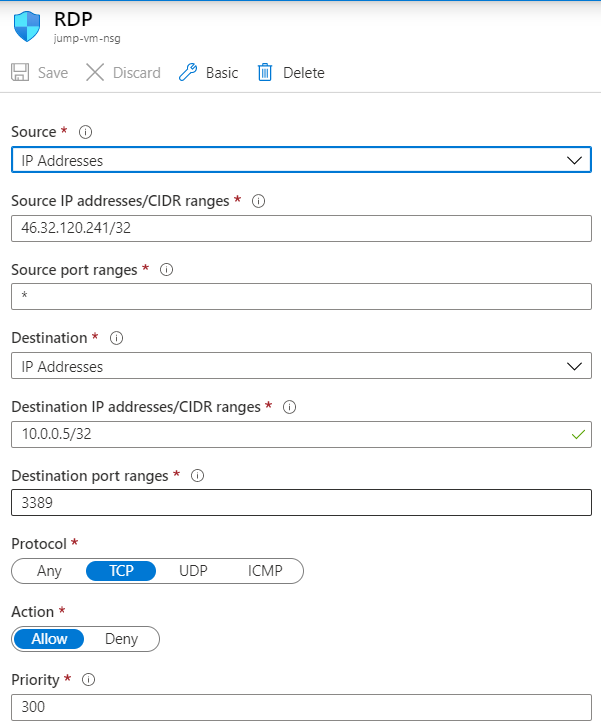 RDP
jump-vm-nsg
Save Discard Basic Delete
Source *
IP Addresses
Source IP addresses/CIDR ranges *
46.32.120.241/32
Source port ranges *
*
Destination *
IP Addresses
Destination IP addresses/CIDR ranges *
10.0.0.5/32
Destination port ranges *
3389
Protocol *
Any TCP UDP ICMP
Action *
Allow Deny
Priority *
300